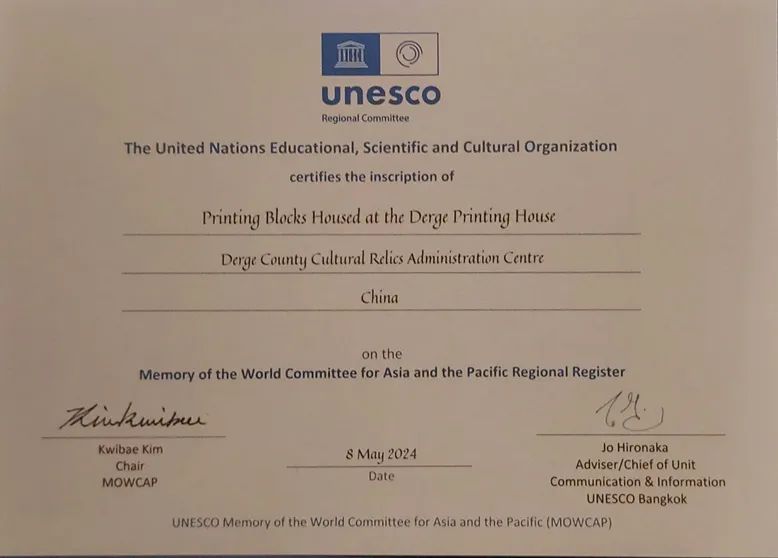 unesco
Regional Committee
The United Nations Educational, Scientific and Cultural Organization
certifies the inscription of
Printing Blocks Housed at the Derge Printing House
Derge County Cultural Relics Administration Centre
China
on the
Memory of the World Committee for Asia and the Pacific Regional Register
Kwibae Kim
Chair
MOWCAP
8 May 2024
Date
Jo Hironaka
Adviser/Chief of Unit
Communication & Information
UNESCO Bangkok
UNESCO Memory of the World Committee for Asia and the Pacific (MOWCAP)